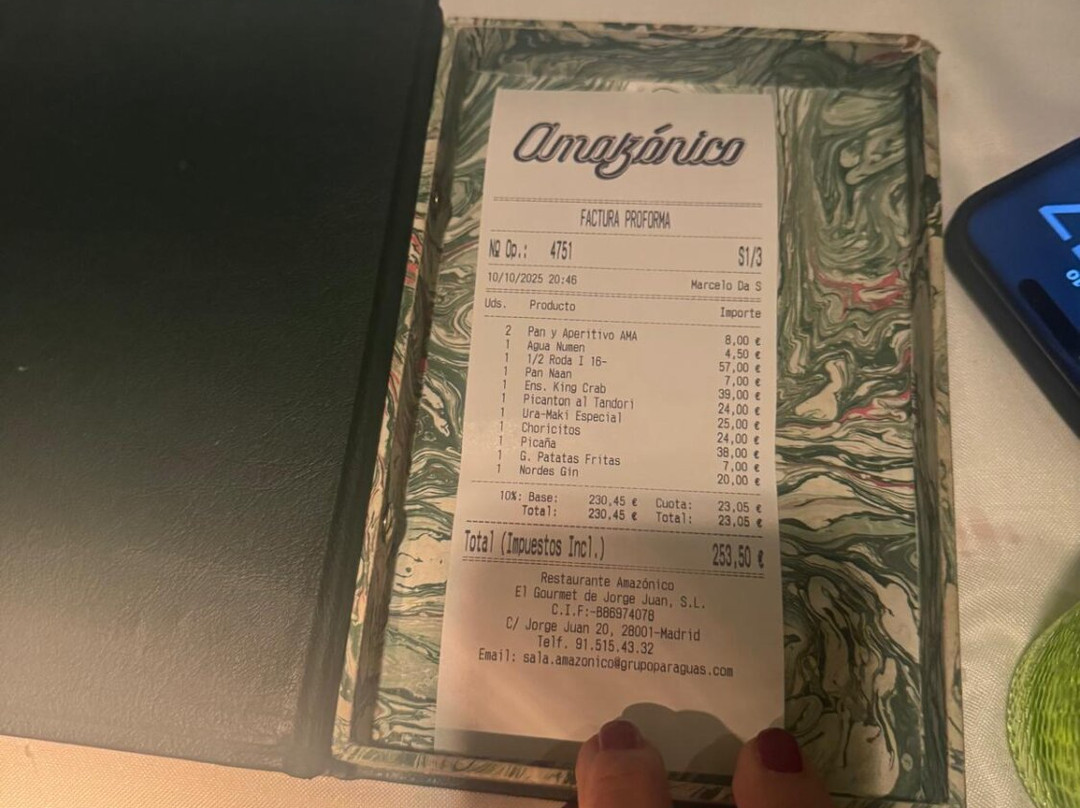 Amazónico
FACTURA PROFORMA
Nº Op.: 4751 S1/3
10/10/2025 20:46 Marcelo Da S
Uds. Producto Importe
2 Pan y Aperitivo AMA 8,00 €
1 Agua Numen 4,50 €
1 1/2 Roda I 16- 57,00 €
1 Pan Naan 7,00 €
1 Ens. King Crab 39,00 €
1 Picanton al Tandori 24,00 €
1 Ura-Maki Especial 25,00 €
1 Choricitos 24,00 €
1 Picaña 38,00 €
1 G. Patatas Fritas 7,00 €
1 Nordes Gin 20,00 €
10%: Base: 230,45 € Cuota: 23,05 €
Total: 230,45 € Total: 23,05 €
Total (Impuestos Incl.) 253,50 €
Restaurante Amazónico
El Gourmet de Jorge Juan, S.L.
C.I.F:-B86974078
C/ Jorge Juan 20, 28001-Madrid
Telf. 91.515.43.32
Email: sala.amazonico@grupoparaguas.com